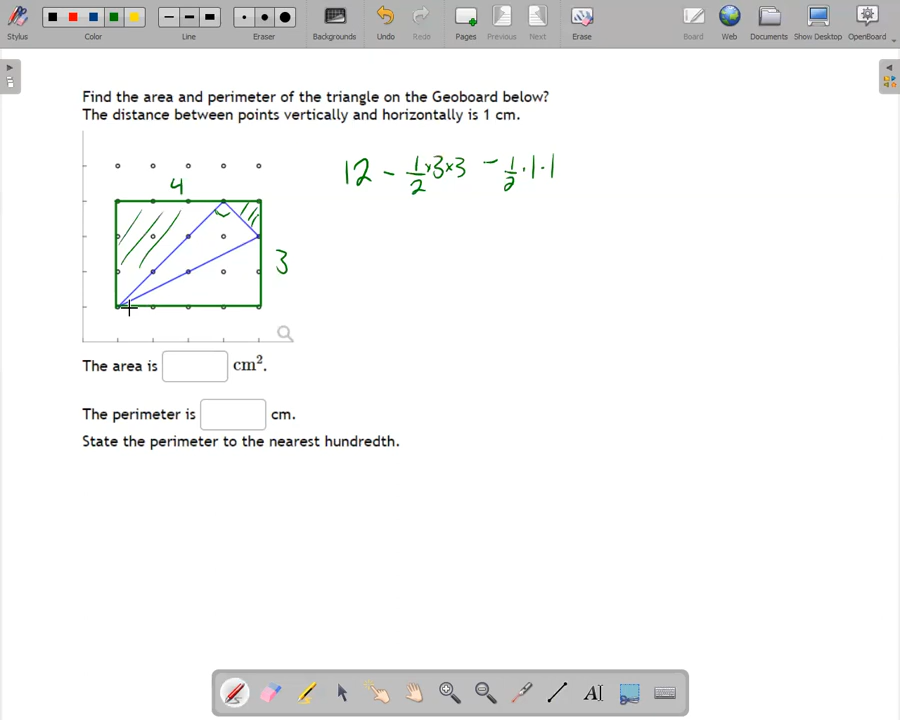 Stylus
Color
Line
Eraser
Backgrounds
Undo
Redo
Pages
Previous
Next
Erase
Board
Web
Documents
Show Desktop
OpenBoard
Find the area and perimeter of the triangle on the Geoboard below?
The distance between points vertically and horizontally is 1 cm.
12 - 1/2 × 3 × 3 - 1/2 · 1 · 1
4
3
The area is cm².
The perimeter is cm.
State the perimeter to the nearest hundredth.